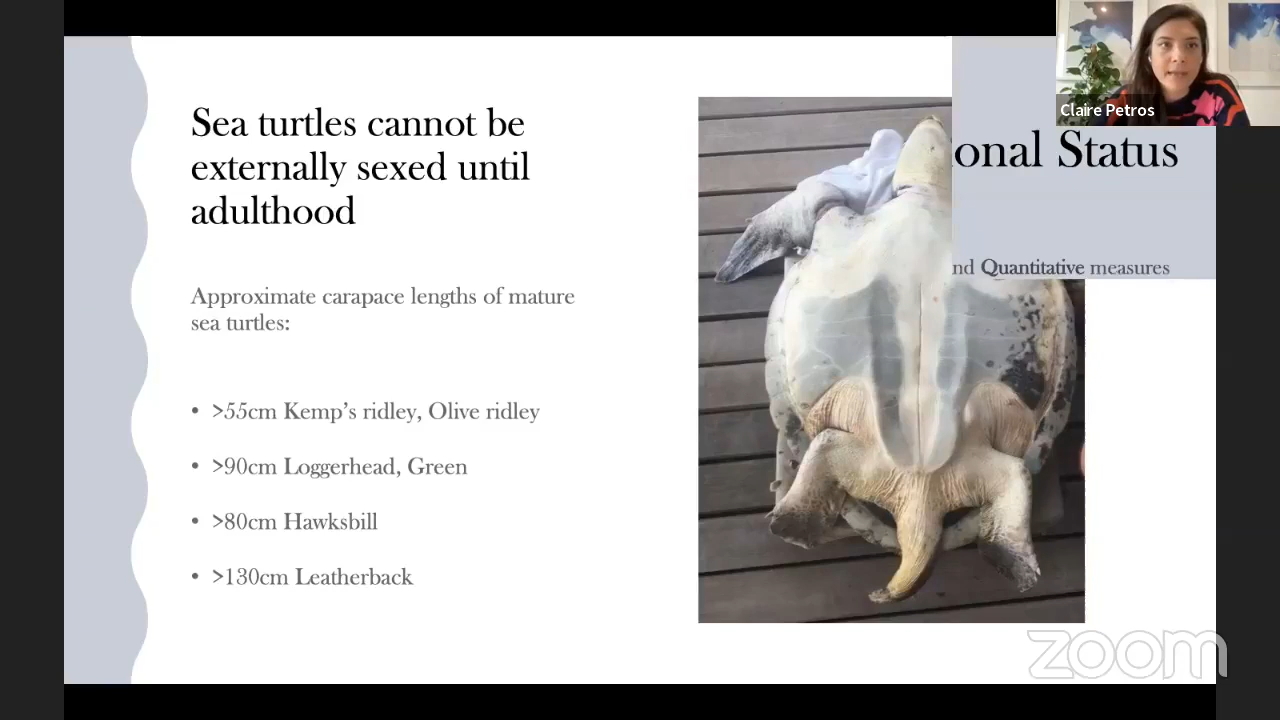 Sea turtles cannot be
externally sexed until
adulthood
Approximate carapace lengths of mature
sea turtles:
• >55cm Kemp’s ridley, Olive ridley
• >90cm Loggerhead, Green
• >80cm Hawksbill
• >130cm Leatherback
Claire Petros
onal Status
nd Quantitative measures
zoom